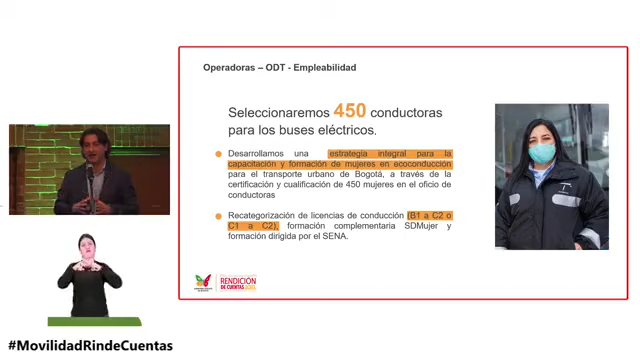 Operadoras – ODT - Empleabilidad
Seleccionaremos 450 conductoras
para los buses eléctricos.
Desarrollamos una estrategia integral para la
capacitación y formación de mujeres en ecoconducción
para el transporte urbano de Bogotá, a través de la
certificación y cualificación de 450 mujeres en el oficio de
conductoras
Recategorización de licencias de conducción (B1 a C2 o
C1 a C2), formación complementaria SDMujer y
formación dirigida por el SENA.
RENDICIÓN
DE CUENTAS
#MovilidadRindeCuentas